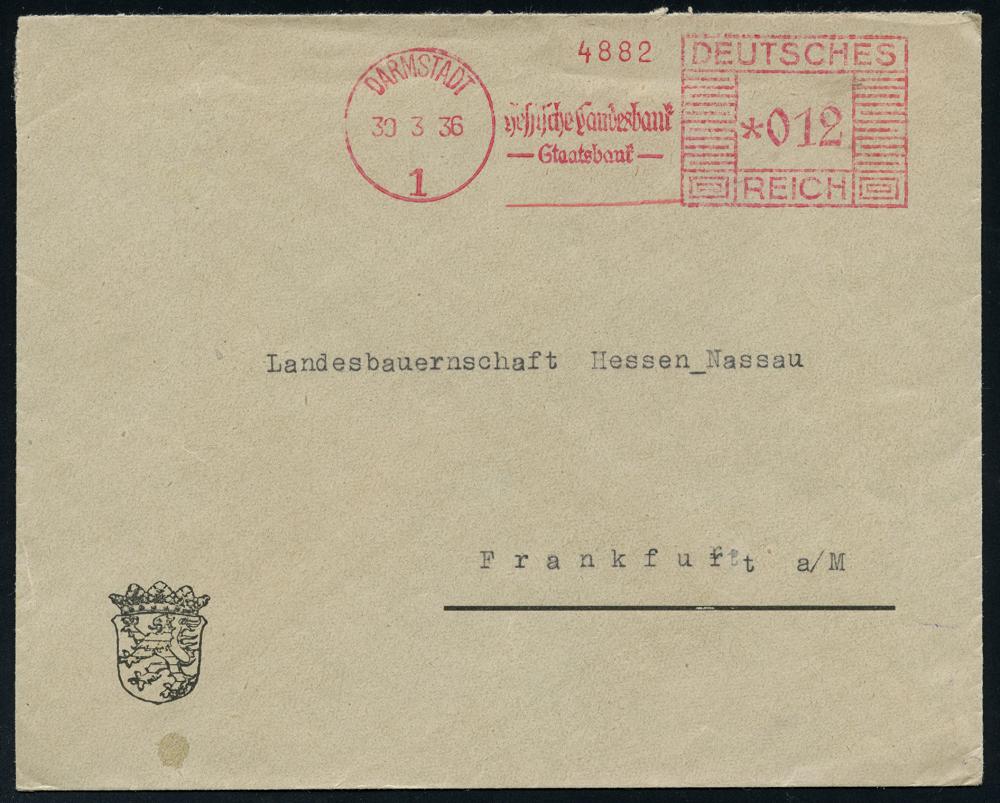 4882
DEUTSCHES
DARMSTADT
30 3 36
1
Hessische Landesbank
— Staatsbank —
*012
REICH
Landesbauernschaft Hessen_Nassau
Frankfurt a/M